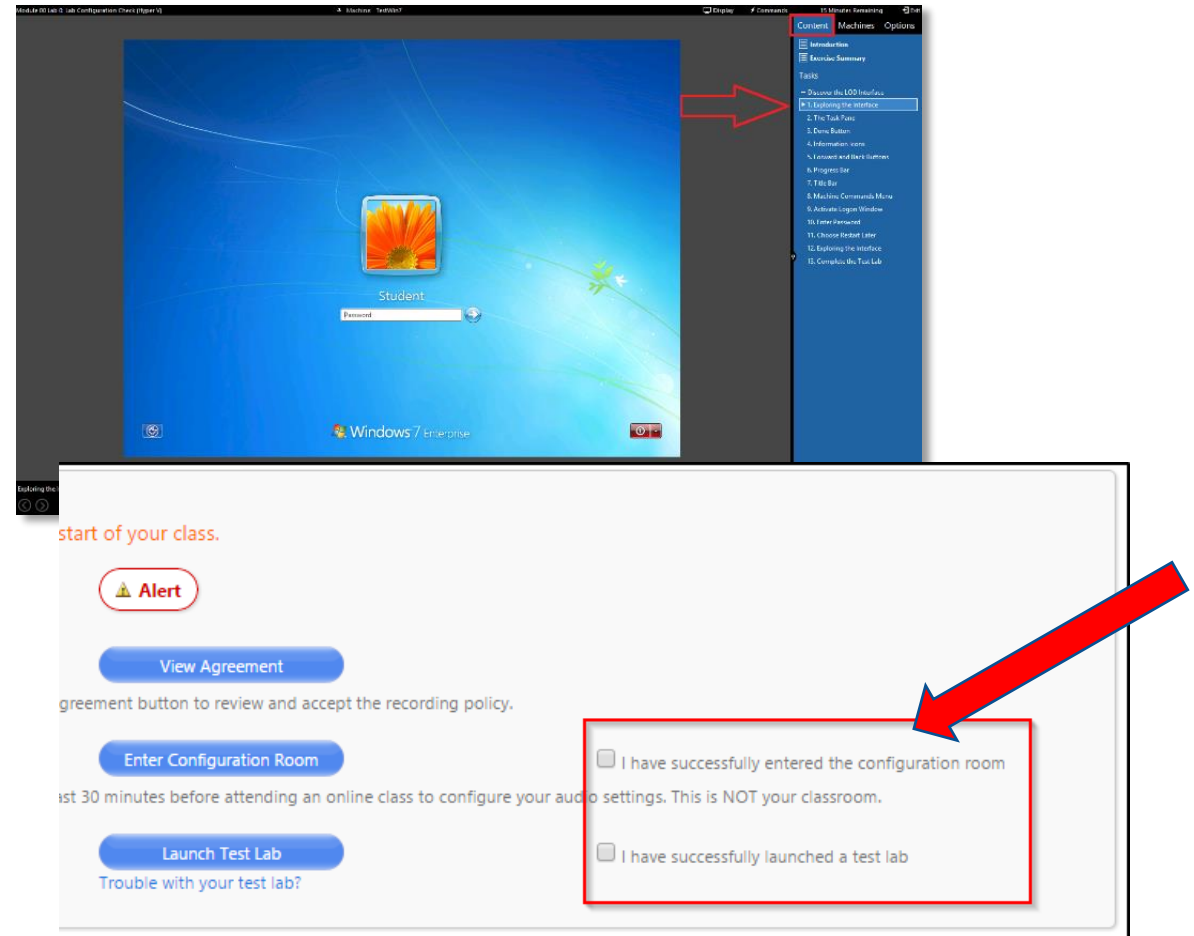 Module 00 Lab 0: Lab Configuration Check (Hyper V)
Machine: TestWin7
Display
Commands
15 Minutes Remaining
Exit
Content Machines Options
Introduction
Exercise Summary
Tasks
Discover the LOD Interface
1. Exploring the Interface
2. The Task Pane
3. Done Button
4. Information Icons
5. Forward and Back Buttons
6. Progress Bar
7. Title Bar
8. Machine Commands Menu
9. Activate Logon Window
10. Enter Password
11. Choose Restart Later
12. Exploring the Interface
13. Complete the Test Lab
Student
Password
Windows 7 Enterprise
Exploring the
start of your class.
Alert
View Agreement
greement button to review and accept the recording policy.
Enter Configuration Room
I have successfully entered the configuration room
ast 30 minutes before attending an online class to configure your audio settings. This is NOT your classroom.
Launch Test Lab
I have successfully launched a test lab
Trouble with your test lab?